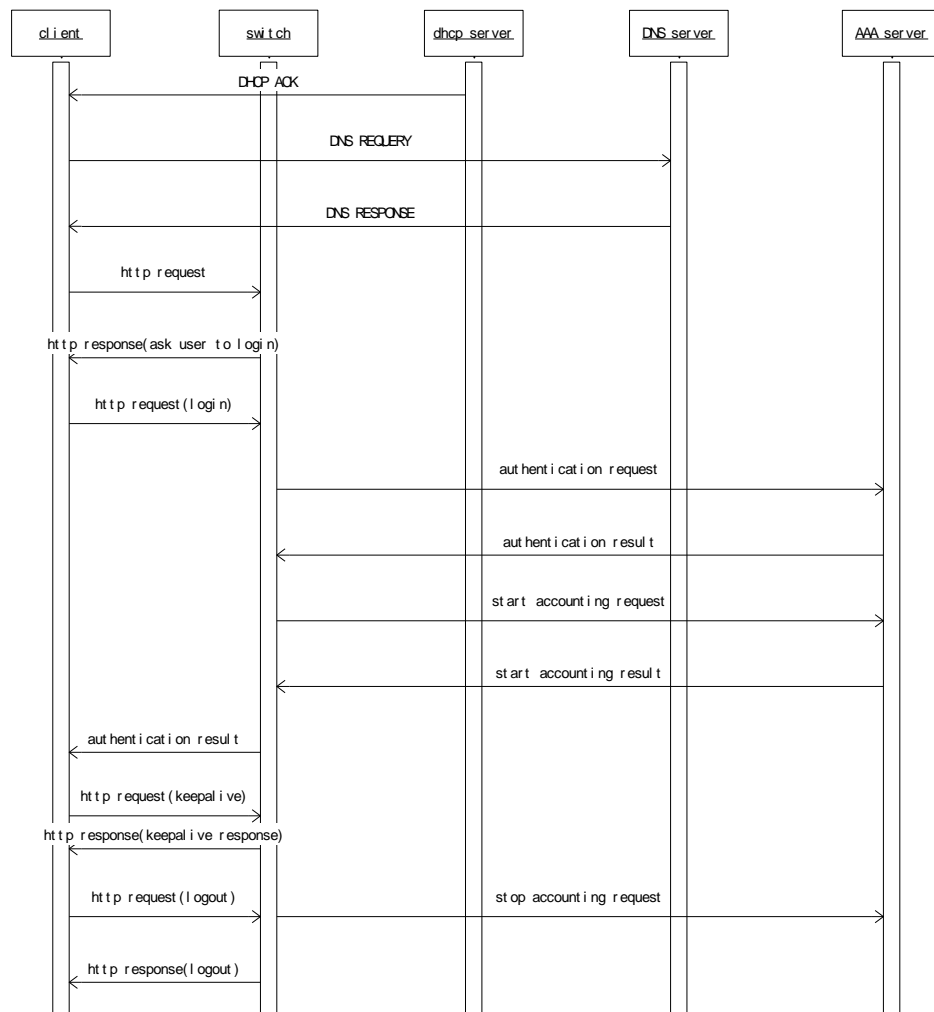 client
switch
dhcp server
DNS server
AAA server
DHCP ACK
DNS REQUERY
DNS RESPONSE
http request
http response(ask user to login)
http request(login)
authentication request
authentication result
start accounting request
start accounting result
authentication result
http request(keepalive)
http response(keepalive response)
http request(logout)
stop accounting request
http response(logout)